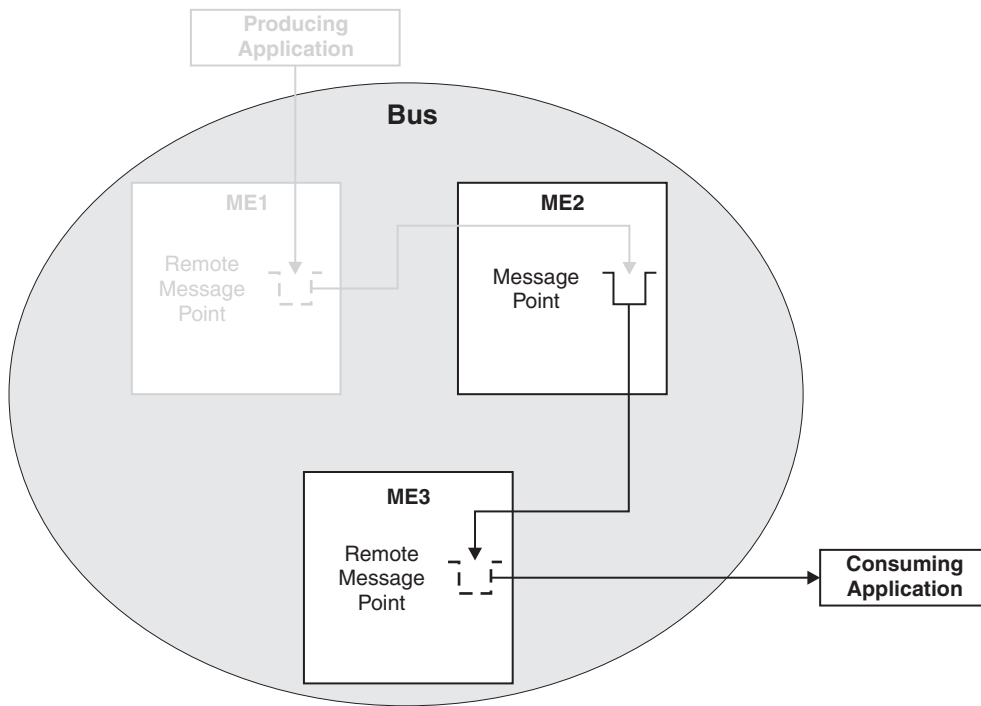 Producing
Application
Bus
ME1
Remote
Message
Point
ME2
Message
Point
ME3
Remote
Message
Point
Consuming
Application